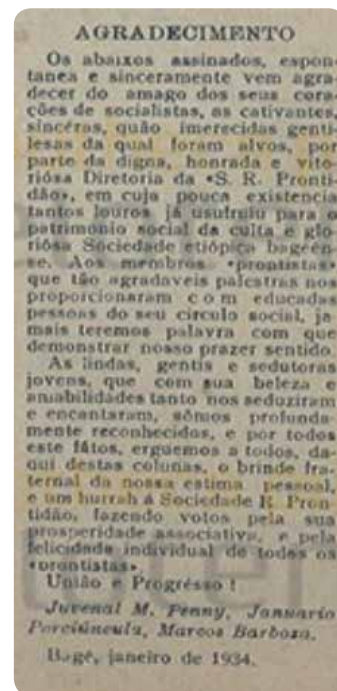 AGRADECIMENTO
Os abaixos assinados, espon-
tanea e sinceramente vem agra-
decer do amago dos seus cora-
ções de socialistas, as cativantes,
sincéras, quão imerecidas genti-
lesas da qual foram alvos, por
parte da digna, honrada e vito-
riósa Diretoria da «S. R. Pronti-
dão», em cuja pouca existencia
tantos louros já usufruiu para o
patrimonio social da culta e glo-
riósa Sociedade etiópica bageen-
se. Aos membros «prontistas»
que tão agradaveis palestras nos
proporcionaram com educadas
pessoas do seu circulo social, ja-
mais teremos palavra com que
demonstrar nosso prazer sentido.
As lindas, gentis e sedutoras
jovens, que com sua beleza e
amabilidades tanto nos seduziram
e encantaram, sômos profunda-
mente reconhecidos, e por todos
este fátos, erguemos a todos, da-
qui destas colunas, o brinde fra-
ternal da nossa estima pessoal,
e um hurrah á Sociedade R. Pron-
tidão, fazendo votos pela sua
prosperidade associativa, e pela
felicidade individual de todos os
«prontistas».
União e Progrésso !
Juvenal M. Penny, Januario
Porciúncula, Marcos Barbosa.
Bagé, janeiro de 1934.